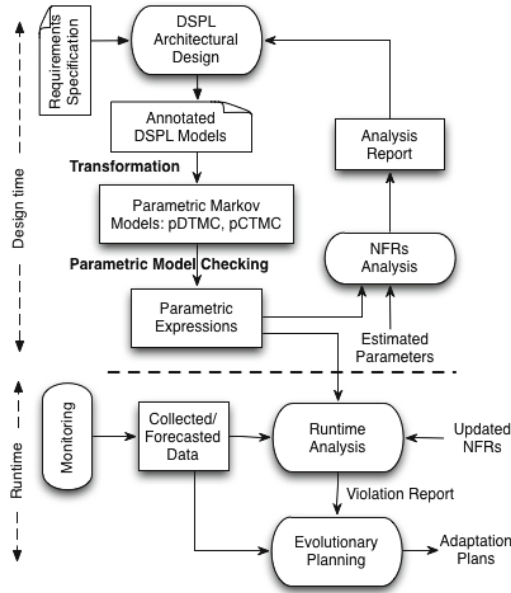 Requirements
Specification
DSPL
Architectural
Design
Annotated
DSPL Models
Transformation
Parametric Markov
Models: pDTMC, pCTMC
Parametric Model Checking
Parametric
Expressions
Analysis
Report
NFRs
Analysis
Estimated
Parameters
Design time
Runtime
Monitoring
Collected/
Forecasted
Data
Runtime
Analysis
Updated
NFRs
Violation Report
Evolutionary
Planning
Adaptation
Plans